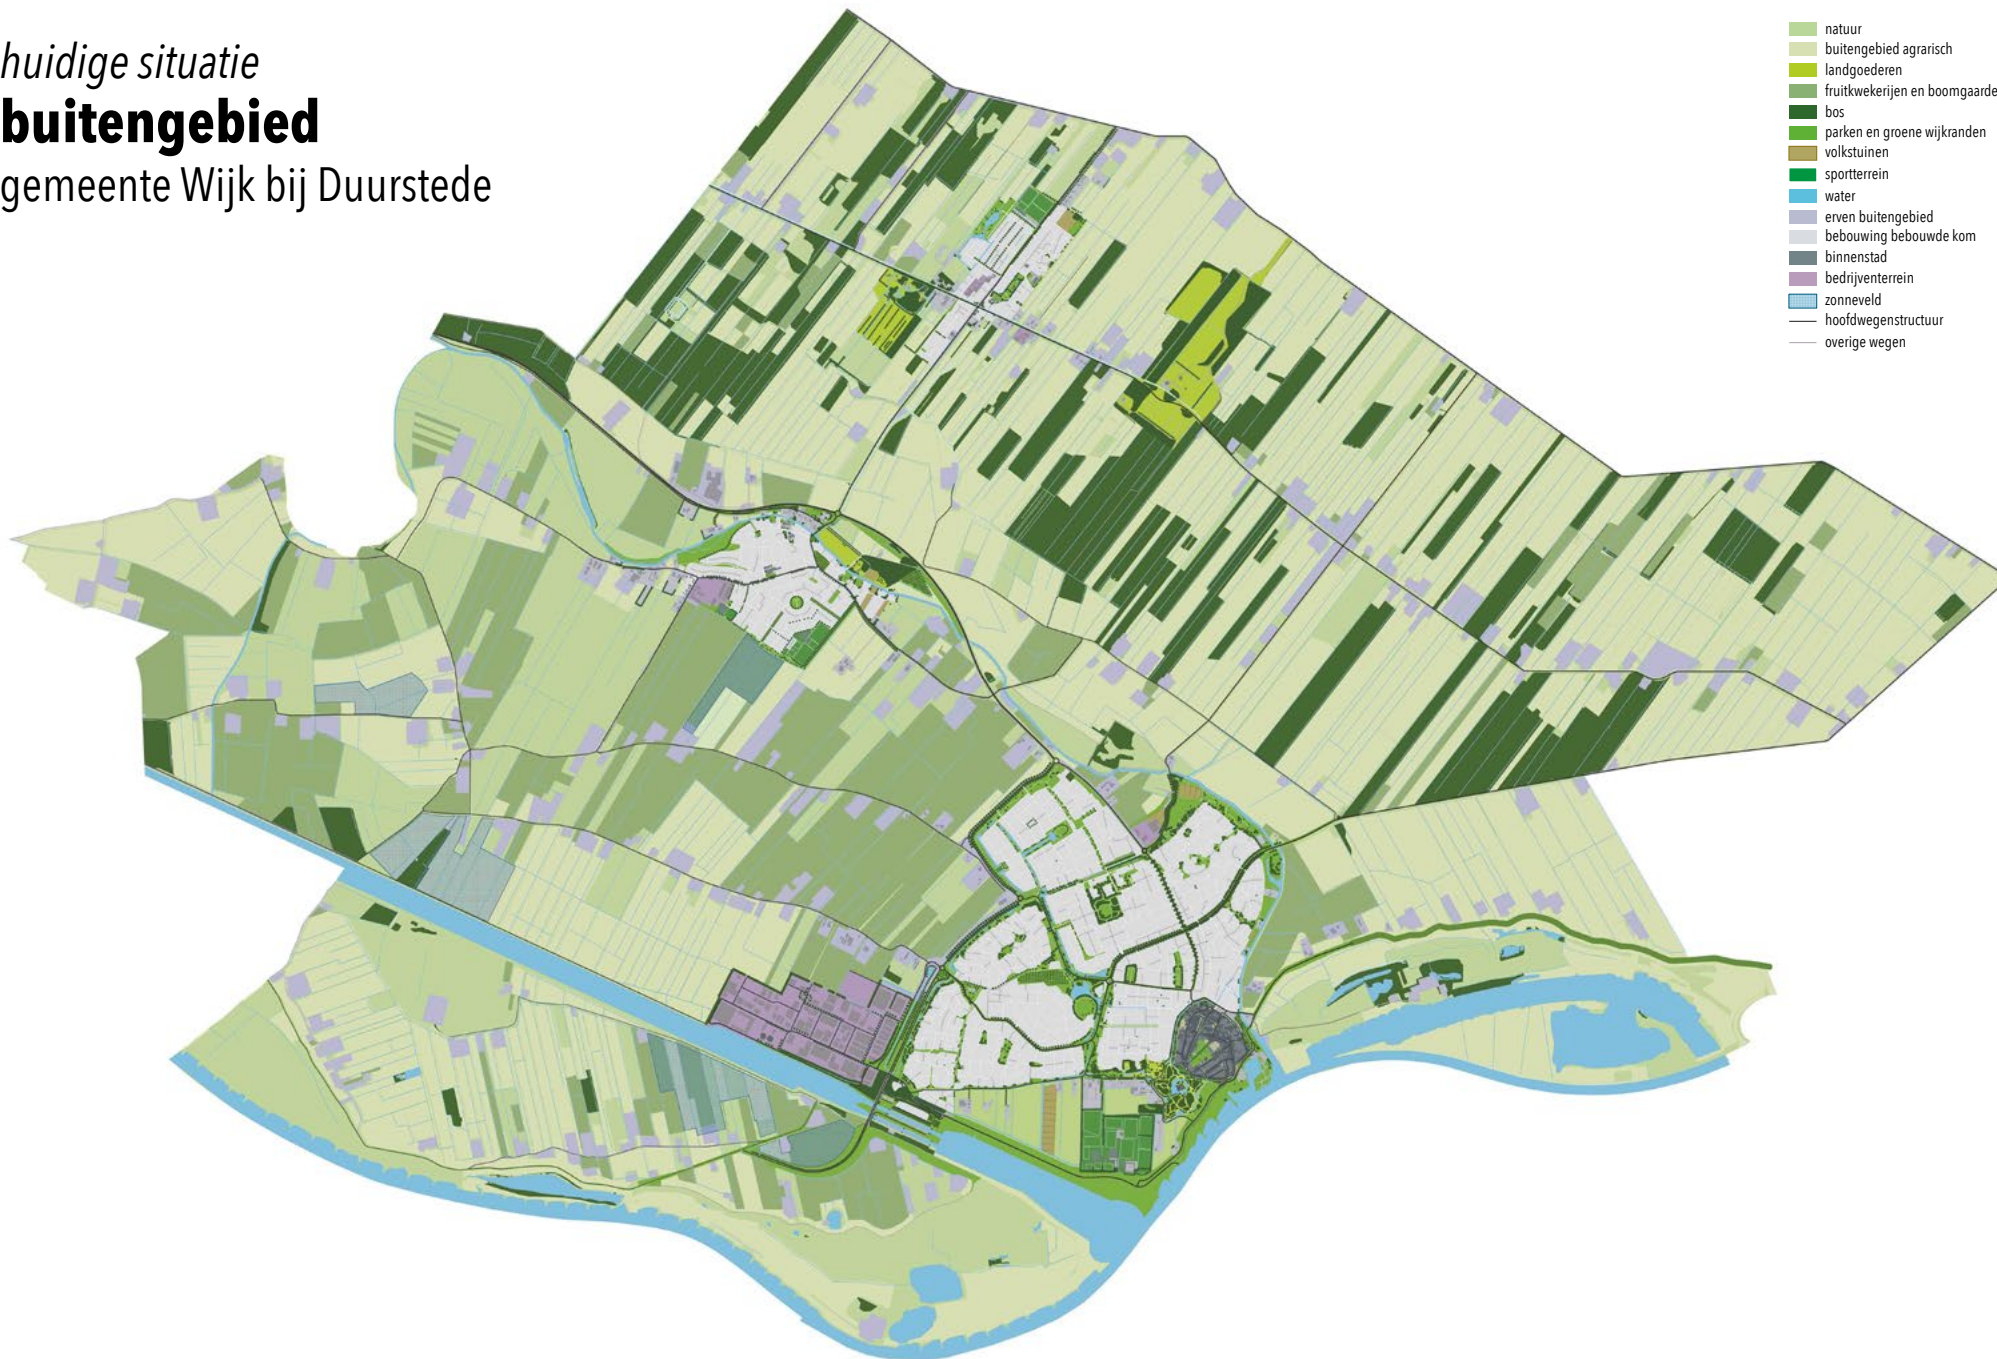 huidige situatie
buitengebied
gemeente Wijk bij Duurstede
natuur
buitengebied agrarisch
landgoederen
fruitkwekerijen en boomgaarde
bos
parken en groene wijkranden
volkstuinen
sportterrein
water
erven buitengebied
bebouwing bebouwde kom
binnenstad
bedrijventerrein
zonneveld
hoofdwegenstructuur
overige wegen